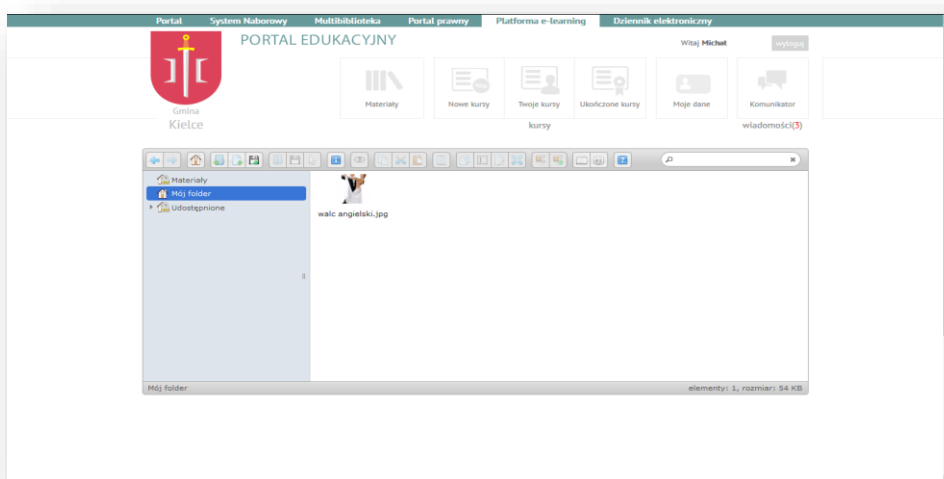 Portal System Naborowy Multibiblioteka Portal prawny Platforma e-learning Dziennik elektroniczny
PORTAL EDUKACYJNY
Witaj Michał wyloguj
Materiały Nowe kursy Twoje kursy Ukończone kursy Moje dane Komunikator
Gmina
Kielce
kursy
wiadomości(3)
Materiały
Mój folder
Udostępnione
walc angielski.jpg
Mój folder
elementy: 1, rozmiar: 54 KB